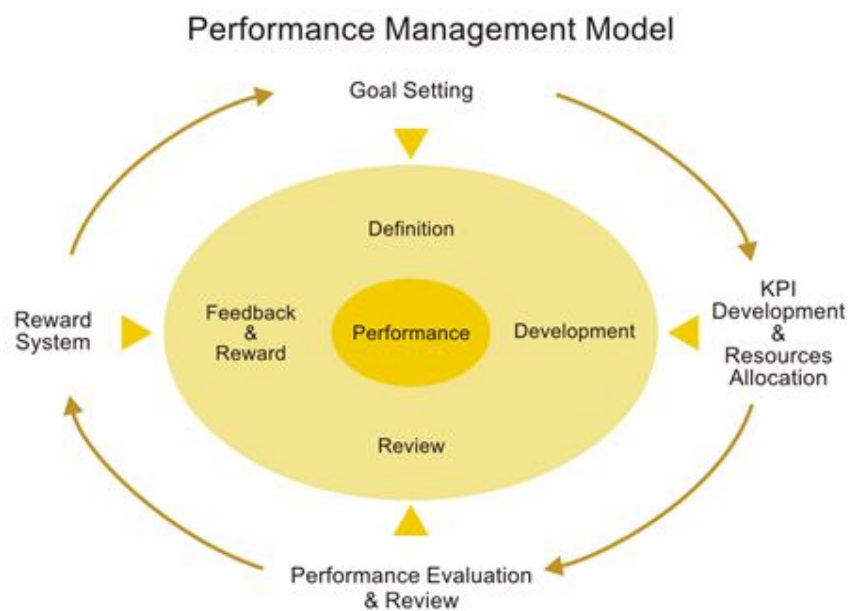 Performance Management Model
Goal Setting
Definition
Reward
System
Feedback
&
Reward
Performance
Development
KPI
Development
&
Resources
Allocation
Review
Performance Evaluation
& Review